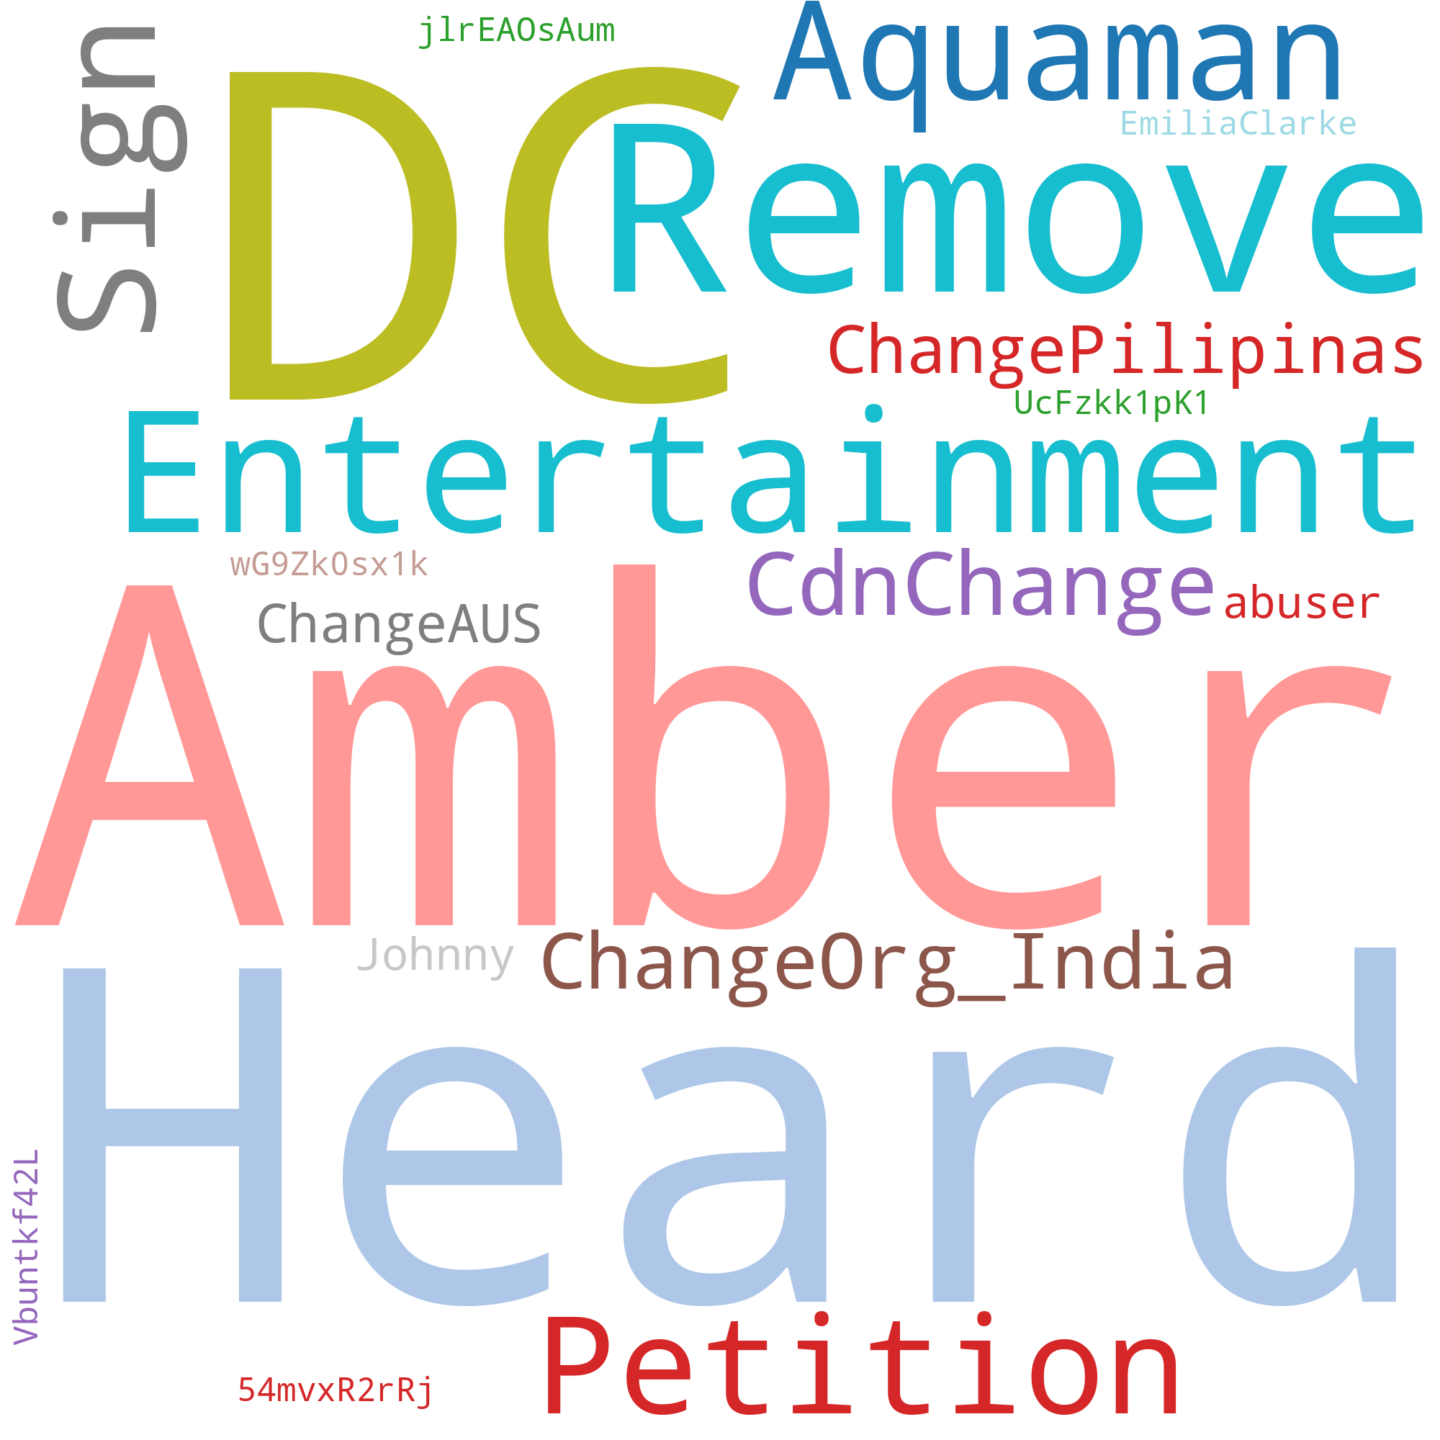 Sign
jlrEAOsAum
Aquaman
EmiliaClarke
DC
Remove
ChangePilipinas
UcFzkk1pK1
Entertainment
wG9Zk0sx1k
CdnChange
abuser
ChangeAUS
Amber
Johnny
ChangeOrg_India
Heard
Vbuntkf42L
Petition
54mvxR2rRj